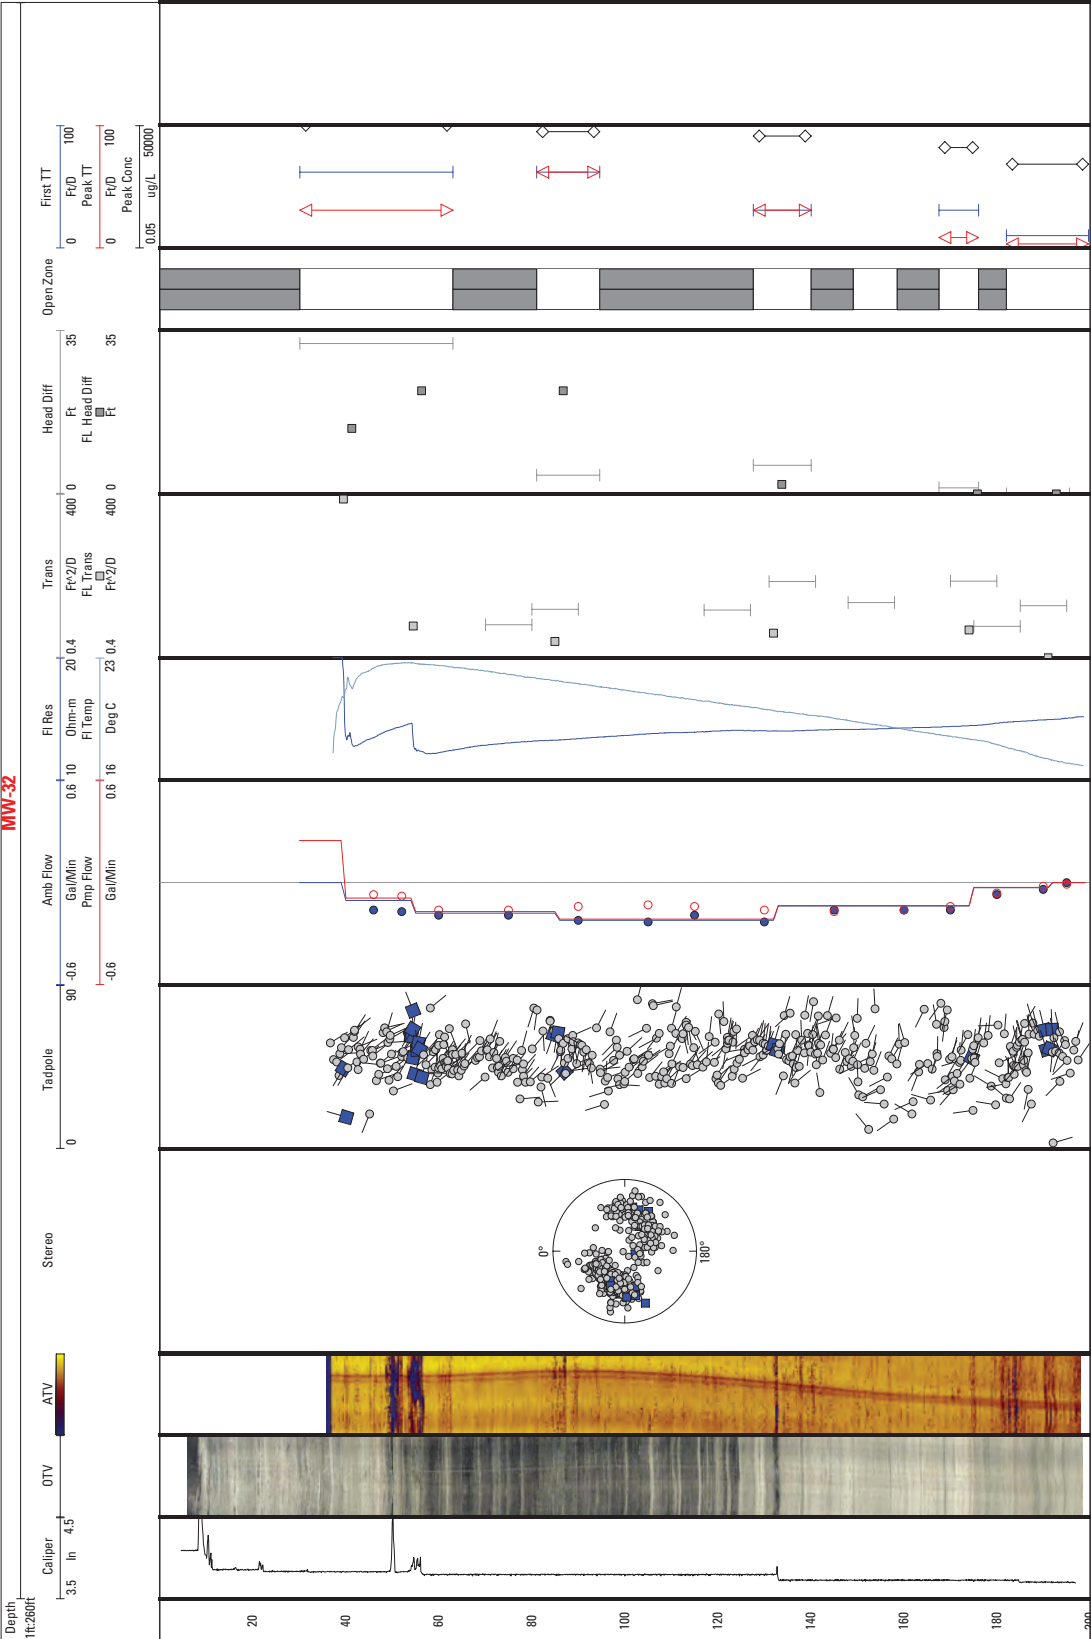 MW-32
Depth
1ft:260ft
Caliper
3.5 In 4.5
OTV
ATV
Stereo
0°
180°
Tadpole
0 90
Amb Flow
-0.6 Gal/Min 0.6
Pmp Flow
-0.6 Gal/Min 0.6
Fl Res
10 Ohm-m 20
Fl Temp
16 Deg C 23
Trans
0.4 Ft^2/D 400
FL Trans
0.4 Ft^2/D 400
Head Diff
0 Ft 35
FL Head Diff
0 Ft 35
Open Zone
First TT
0 Ft/D 100
Peak TT
0 Ft/D 100
Peak Conc
0.05 ug/L 50000
20
40
60
80
100
120
140
160
180
200